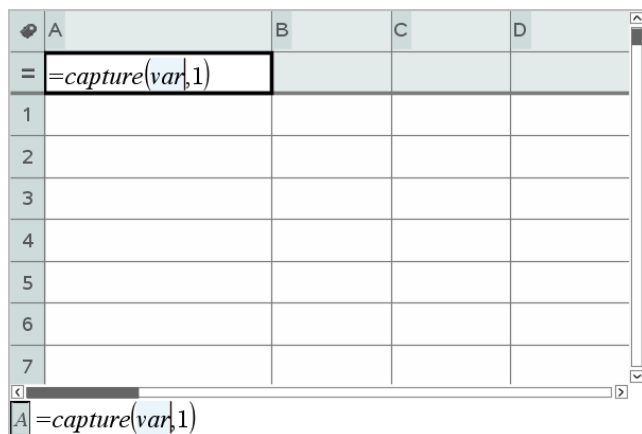 A B C D
= =capture(var,1)
1
2
3
4
5
6
7
A =capture(var,1)